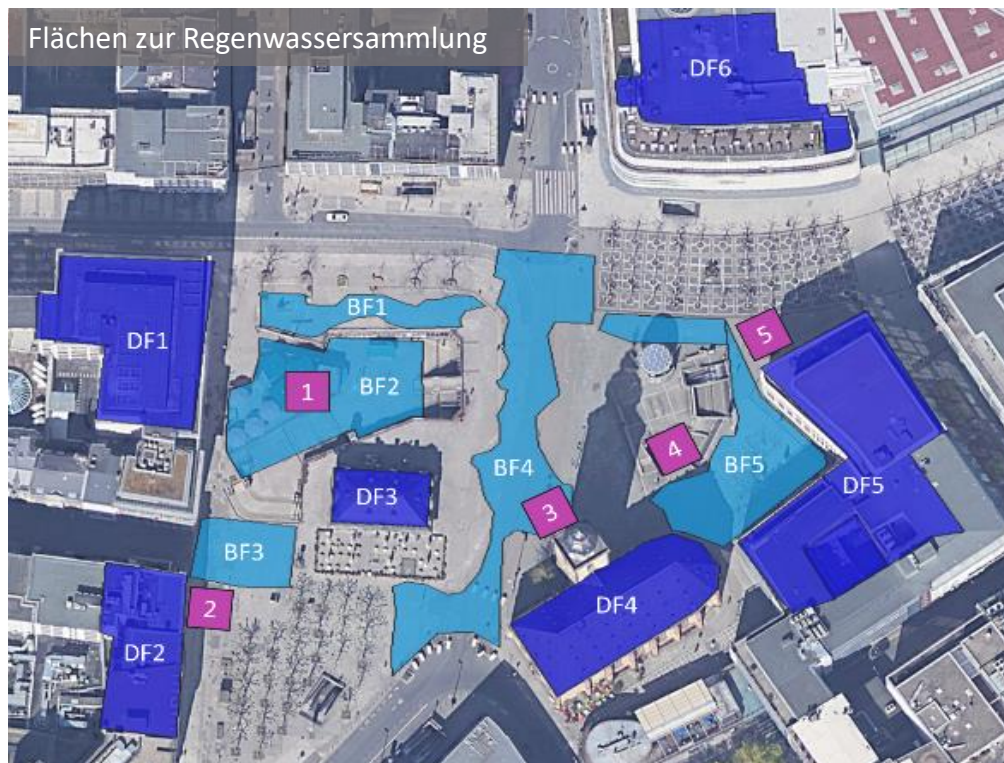 Flächen zur Regenwassersammlung
DF6
BF1
DF1
5
1
BF2
4
BF4
BF5
DF3
DF5
3
BF3
2
DF4
DF2